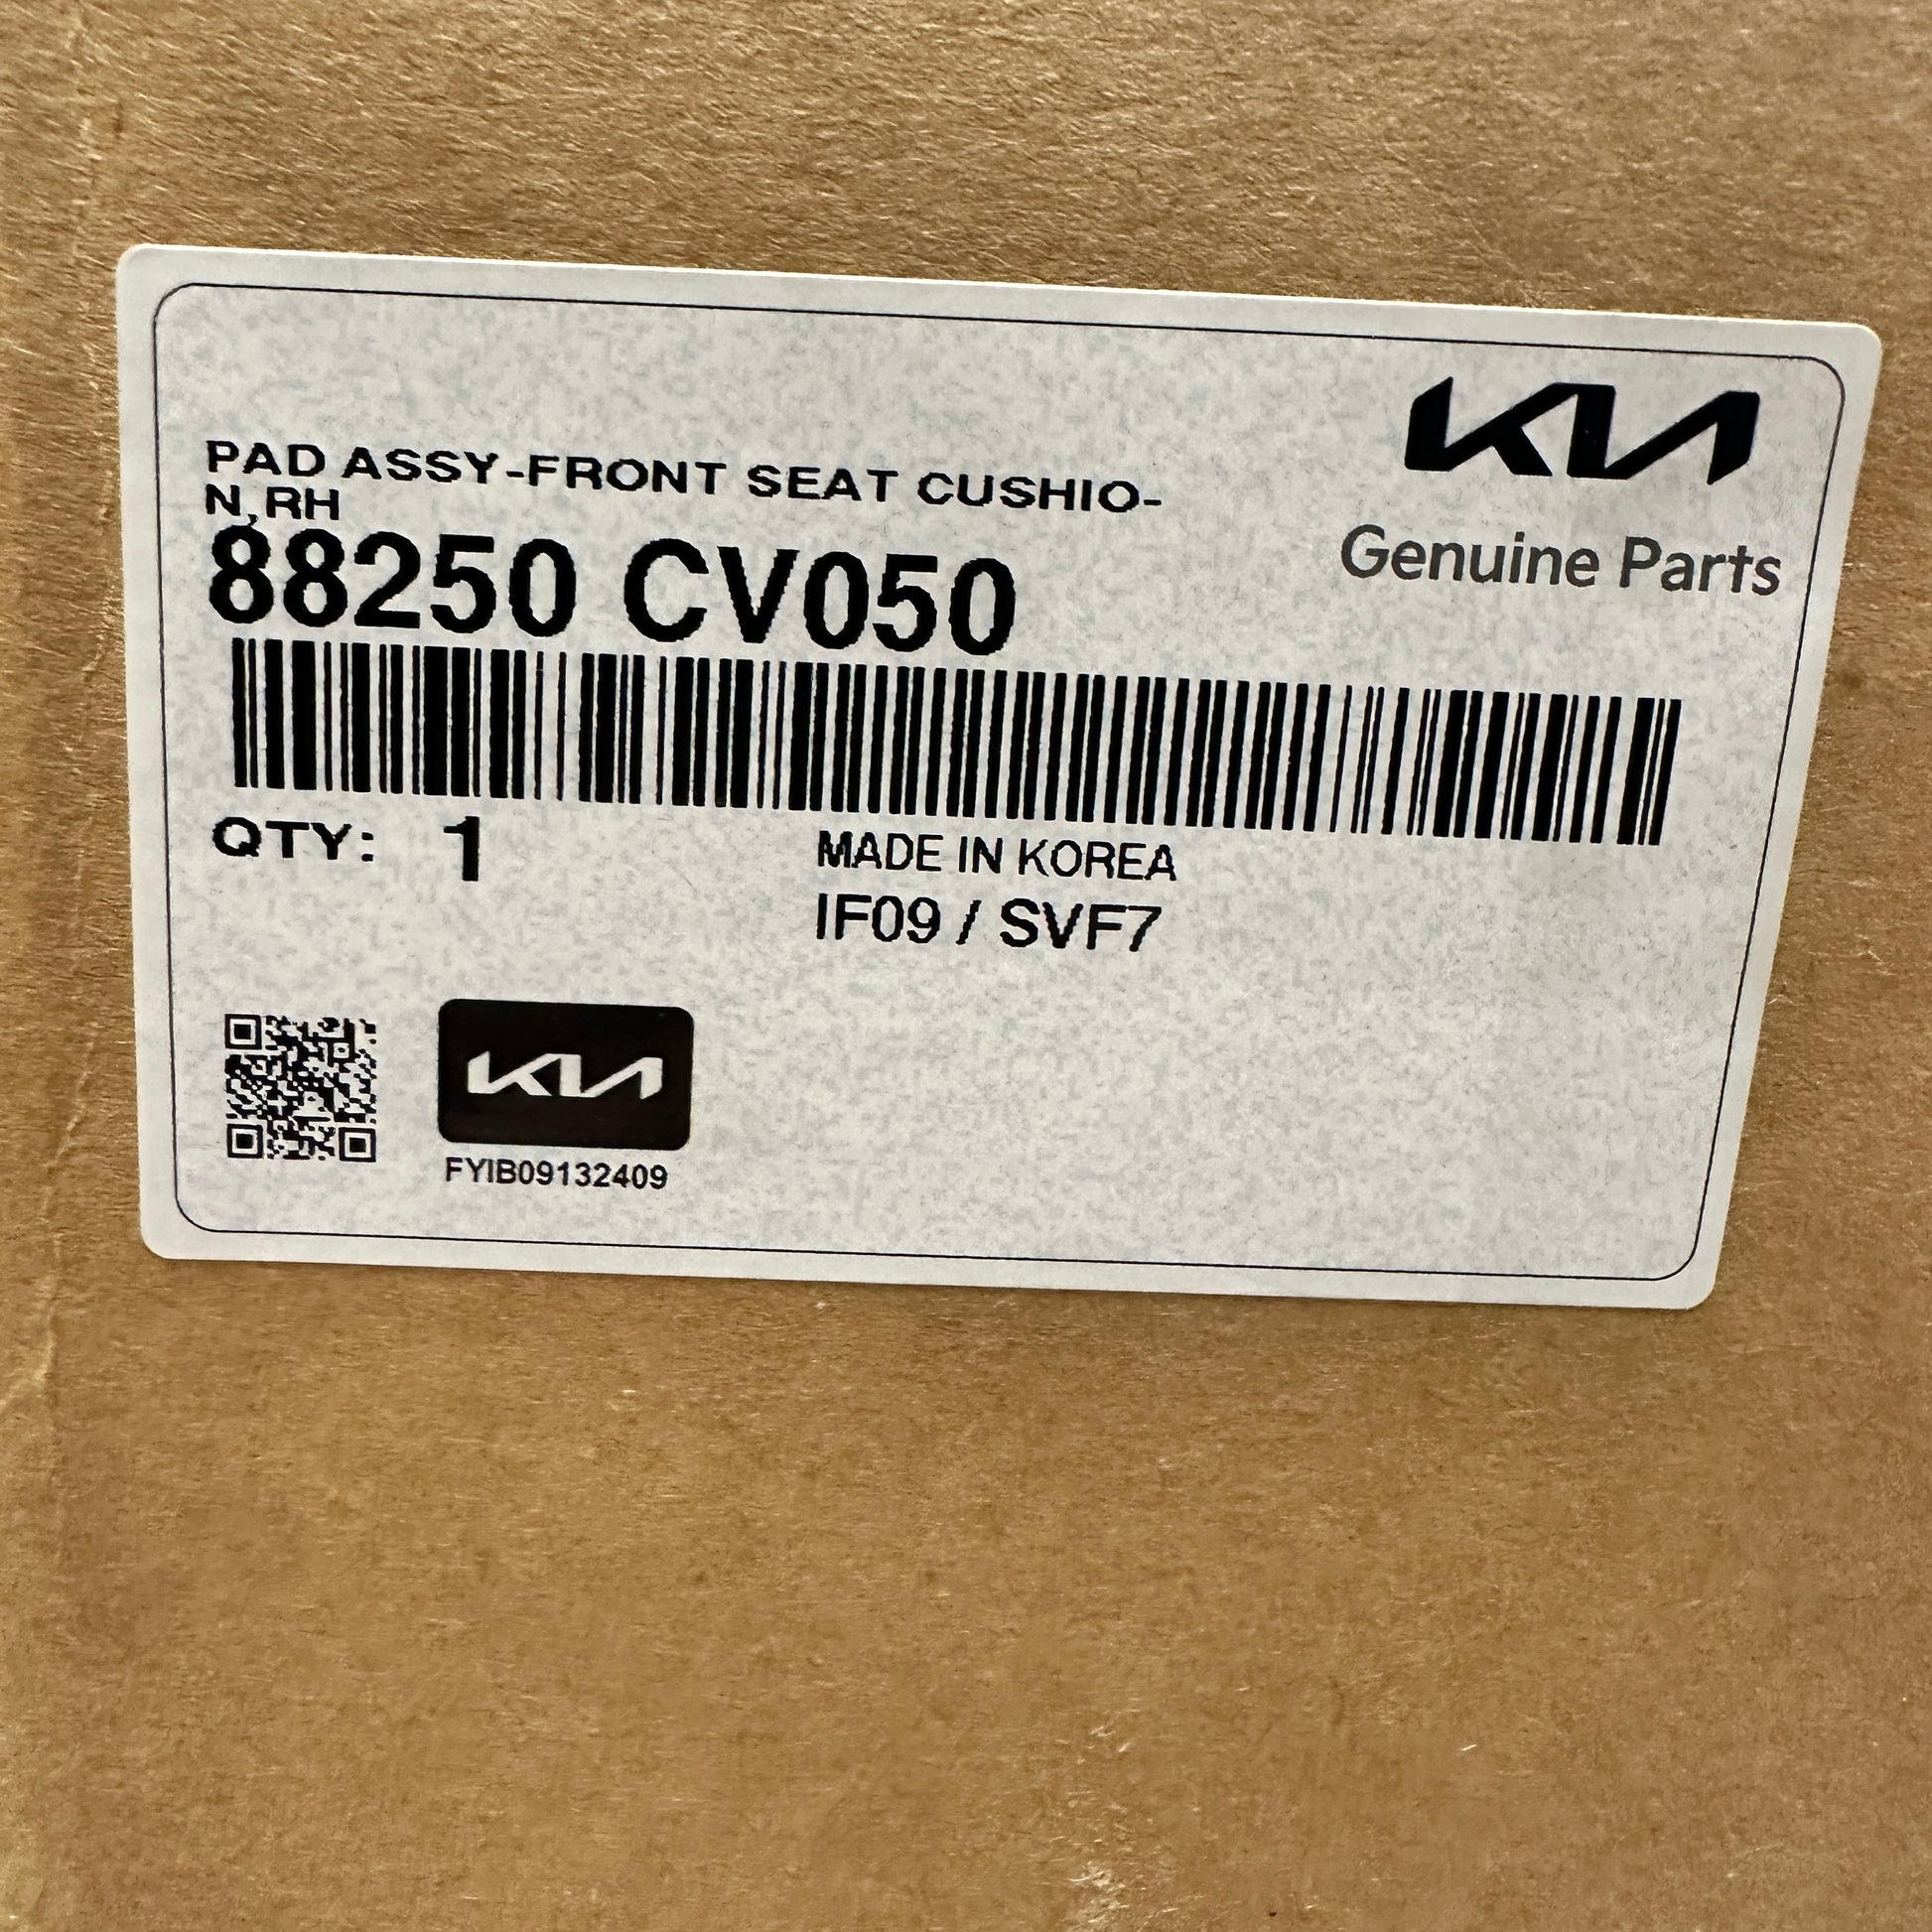 KIA
Genuine Parts
PAD ASSY-FRONT SEAT CUSHIO-
N,RH
88250 CV050
QTY: 1
MADE IN KOREA
IF09 / SVF7
KIA
FYIB09132409